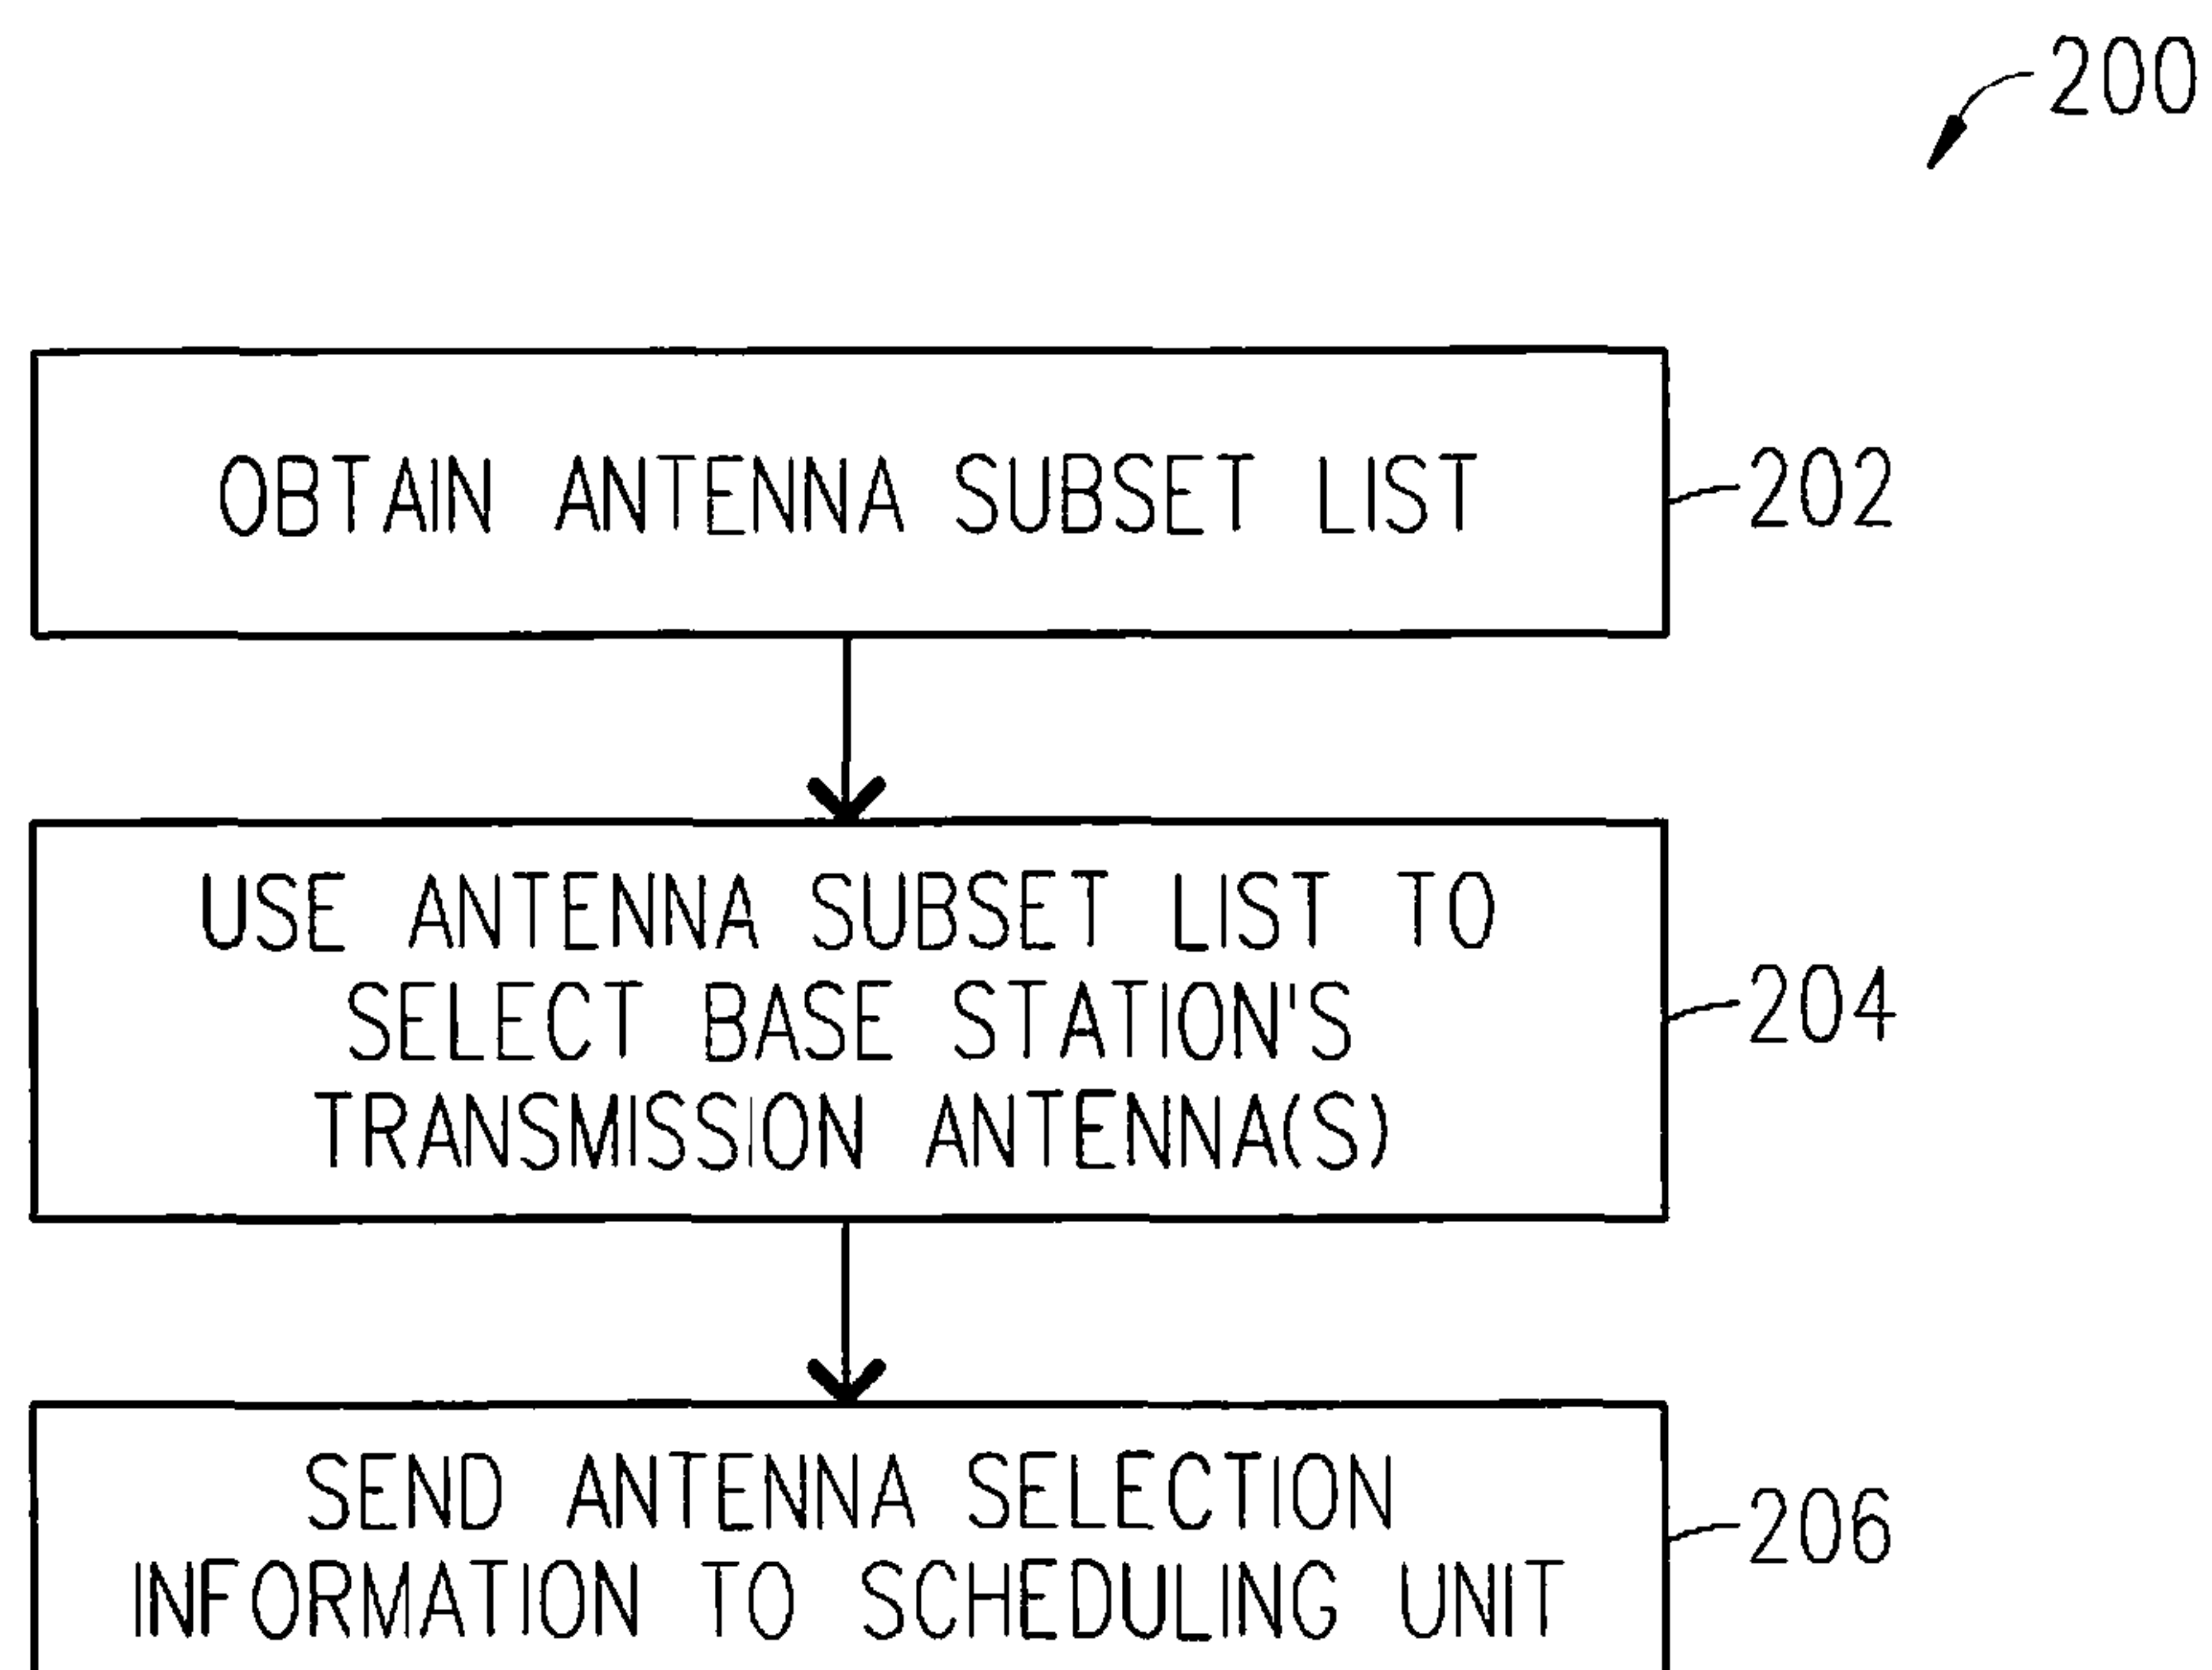 200
OBTAIN ANTENNA SUBSET LIST
202
USE ANTENNA SUBSET LIST TO
SELECT BASE STATION'S
TRANSMISSION ANTENNA(S)
204
SEND ANTENNA SELECTION
INFORMATION TO SCHEDULING UNIT
206